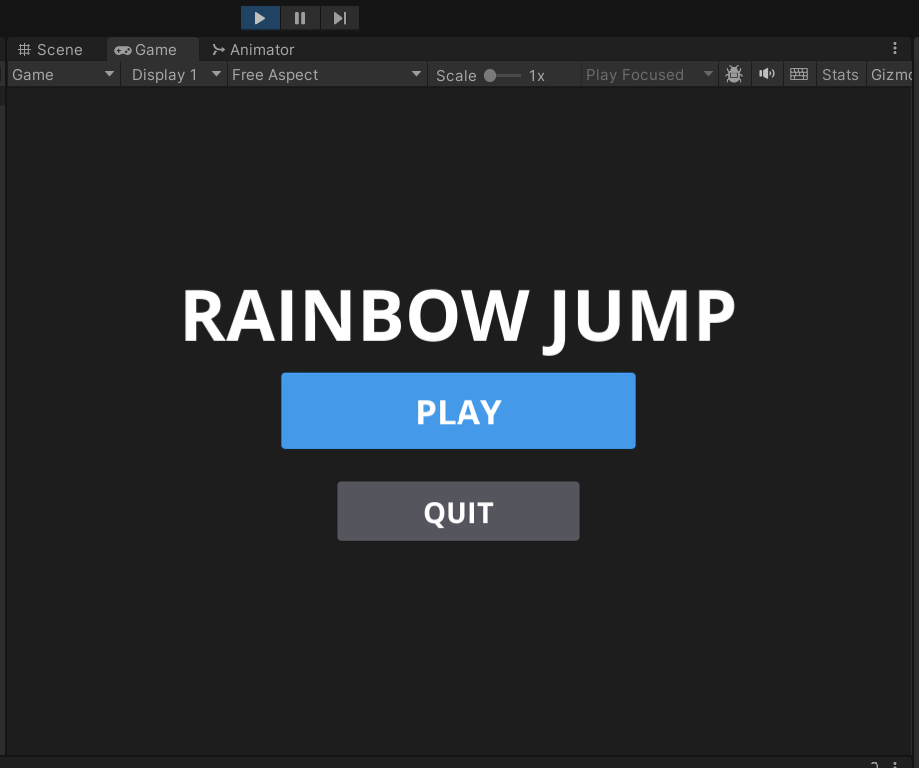 Scene Game Animator
Game Display 1 Free Aspect Scale 1x Play Focused Stats Gizmo
RAINBOW JUMP
PLAY
QUIT